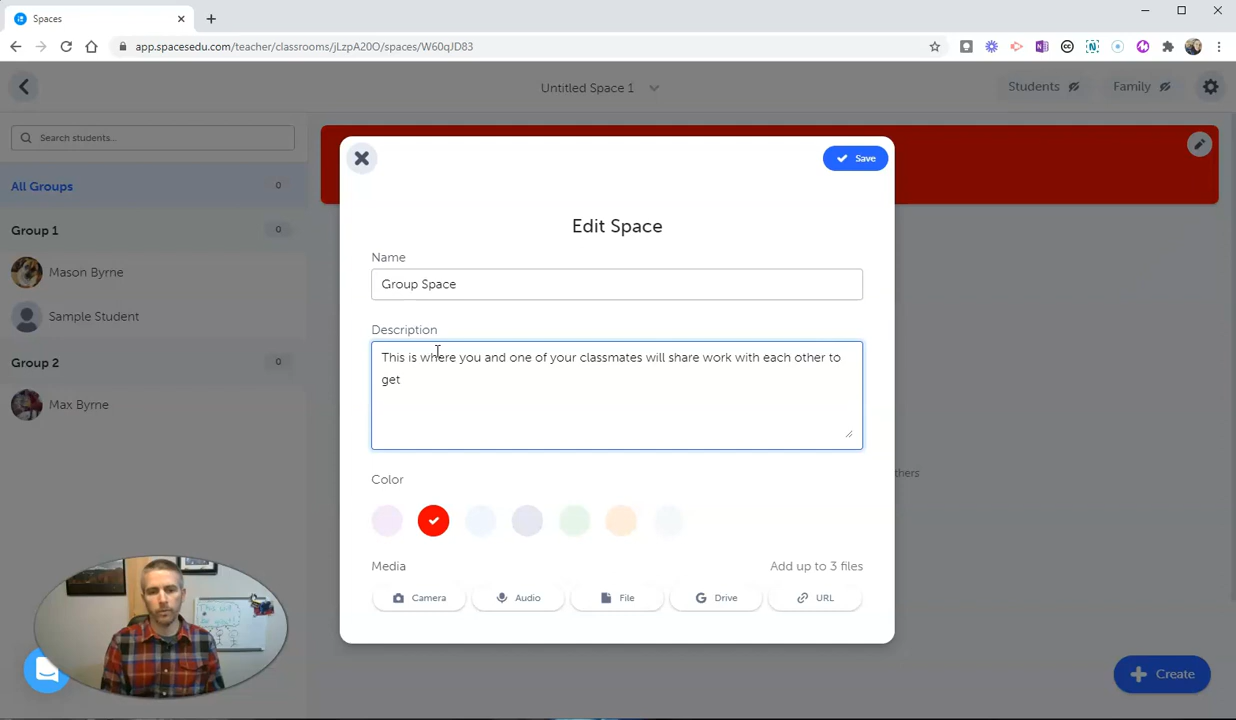 Spaces
app.spacesedu.com/teacher/classrooms/jLzpA20O/spaces/W60qJD83
Untitled Space 1
Students
Family
Search students...
All Groups 0
Group 1 0
Mason Byrne
Sample Student
Group 2 0
Max Byrne
Save
Edit Space
Name
Group Space
Description
This is where you and one of your classmates will share work with each other to
get
Color
Media
Add up to 3 files
Camera
Audio
File
Drive
URL
Create